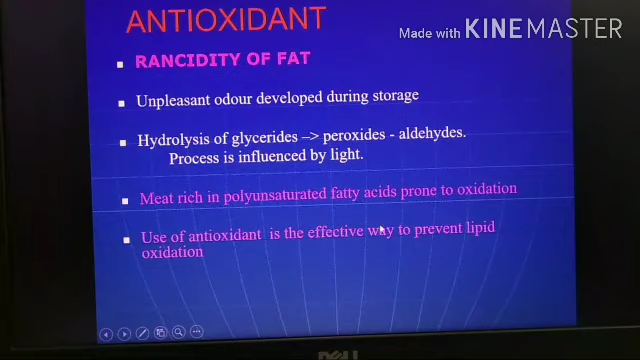 ANTIOXIDANT
Made with KINEMASTER
RANCIDITY OF FAT
Unpleasant odour developed during storage
Hydrolysis of glycerides –> peroxides - aldehydes.
Process is influenced by light.
Meat rich in polyunsaturated fatty acids prone to oxidation
Use of antioxidant is the effective way to prevent lipid
oxidation
DELL